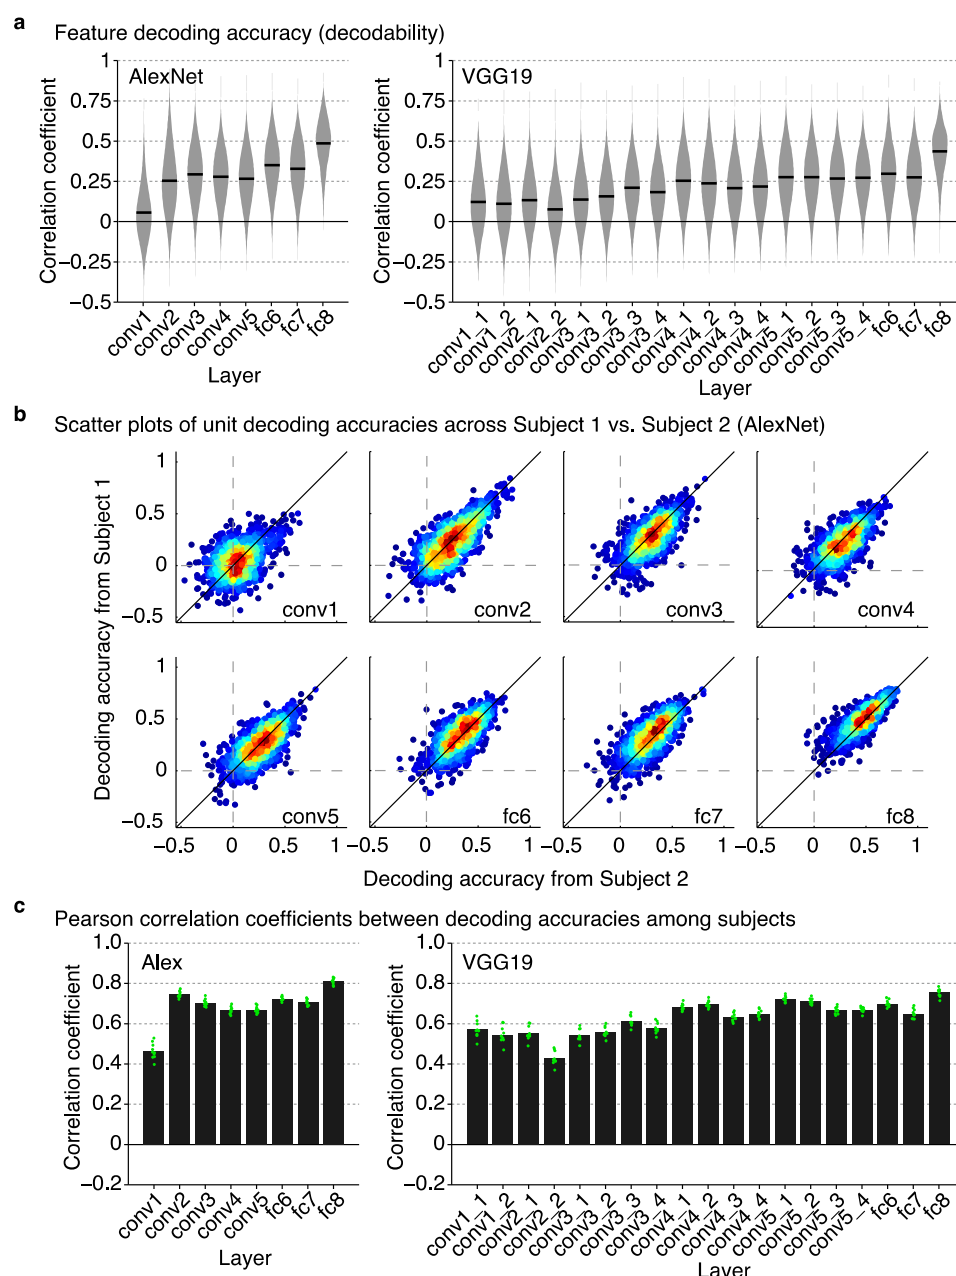 a
Feature decoding accuracy (decodability)
AlexNet
VGG19
Correlation coefficient
1
0.75
0.5
0.25
0
−0.25
−0.5
conv1
conv2
conv3
conv4
conv5
fc6
fc7
fc8
Layer
Correlation coefficient
1
0.75
0.5
0.25
0
−0.25
−0.5
conv1_1
conv1_2
conv2_1
conv2_2
conv3_1
conv3_2
conv3_3
conv3_4
conv4_1
conv4_2
conv4_3
conv4_4
conv5_1
conv5_2
conv5_3
conv5_4
fc6
fc7
fc8
Layer
b
Scatter plots of unit decoding accuracies across Subject 1 vs. Subject 2 (AlexNet)
Decoding accuracy from Subject 1
1
0.5
0
−0.5
conv1
conv2
conv3
conv4
1
0.5
0
−0.5
conv5
fc6
fc7
fc8
−0.5 0 0.5 1 −0.5 0 0.5 1 −0.5 0 0.5 1 −0.5 0 0.5 1
Decoding accuracy from Subject 2
c
Pearson correlation coefficients between decoding accuracies among subjects
Alex
VGG19
Correlation coefficient
1.0
0.8
0.6
0.4
0.2
0
−0.2
conv1
conv2
conv3
conv4
conv5
fc6
fc7
fc8
Layer
Correlation coefficient
1.0
0.8
0.6
0.4
0.2
0
−0.2
conv1_1
conv1_2
conv2_1
conv2_2
conv3_1
conv3_2
conv3_3
conv3_4
conv4_1
conv4_2
conv4_3
conv4_4
conv5_1
conv5_2
conv5_3
conv5_4
fc6
fc7
fc8
Layer